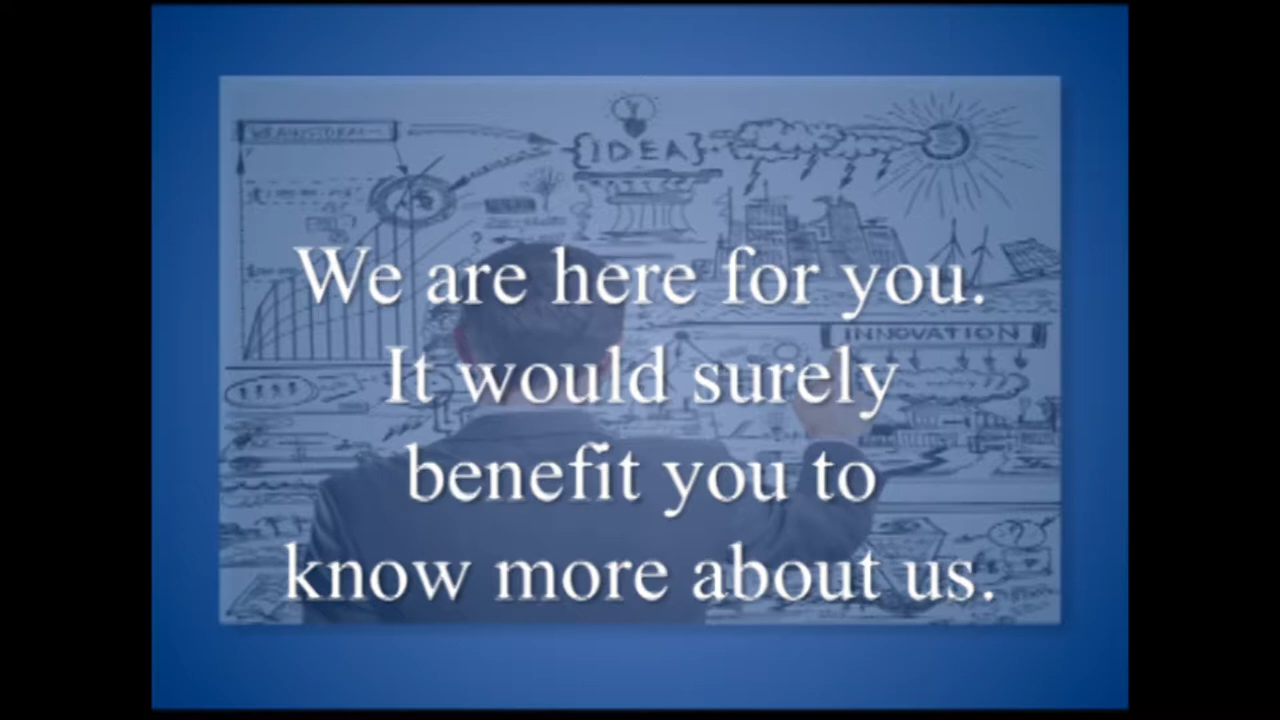 IDEA
We are here for you.
INNOVATION
It would surely
benefit you to
know more about us.